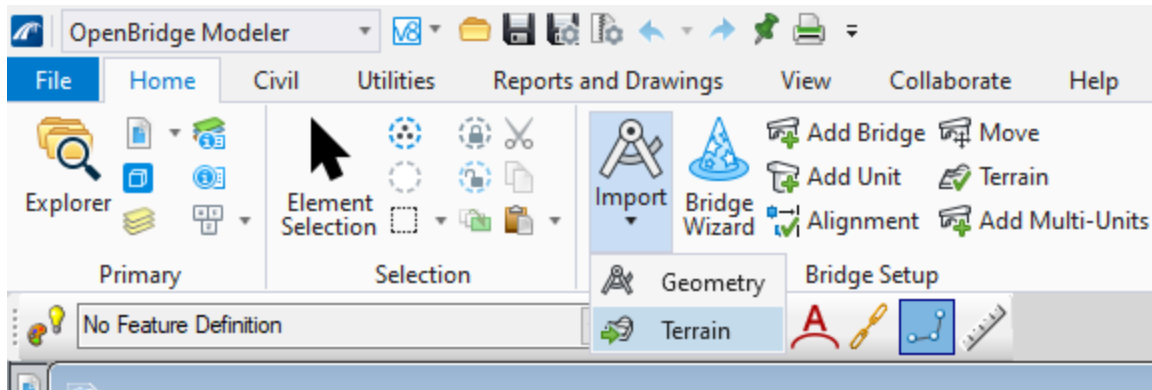 OpenBridge Modeler V8
File Home Civil Utilities Reports and Drawings View Collaborate Help
Explorer
Element
Selection
Import
Bridge
Wizard
Add Bridge Move
Add Unit Terrain
Alignment Add Multi-Units
Primary Selection Bridge Setup
Geometry
Terrain
No Feature Definition
A